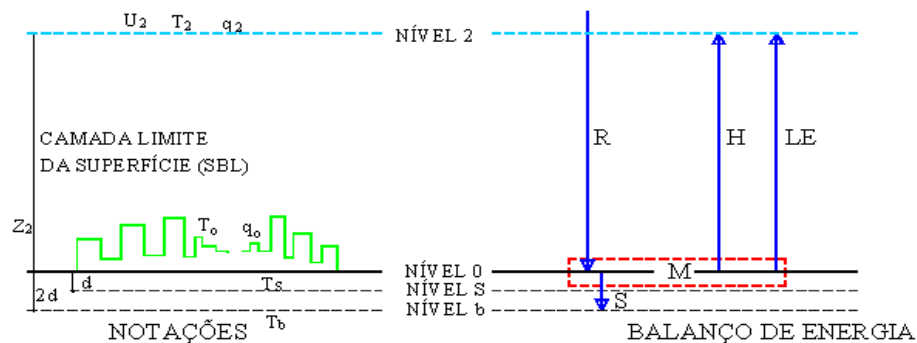 U2 T2 q2
NÍVEL 2
CAMADA LIMITE
DA SUPERFÍCIE (SBL)
R H LE
Z2
To qo
NÍVEL 0 M
d Ts NÍVEL S
2d S
Tb NÍVEL b
NOTAÇÕES BALANÇO DE ENERGIA